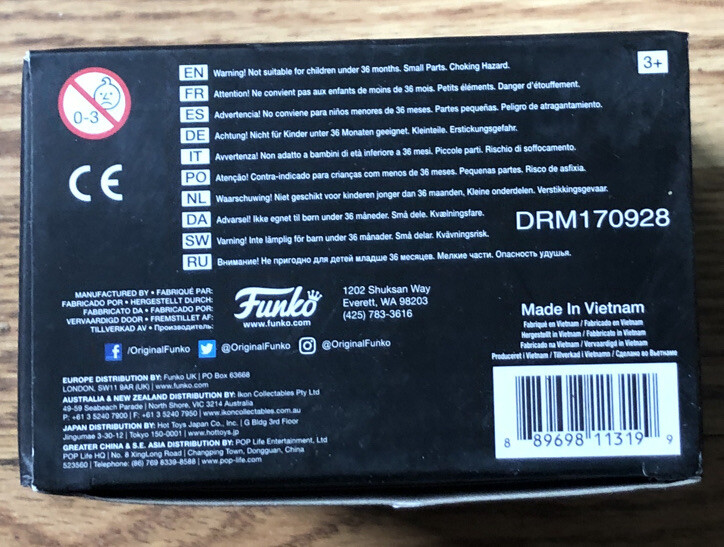 0-3
EN Warning! Not suitable for children under 36 months. Small Parts. Choking Hazard.
3+
FR Attention! Ne convient pas aux enfants de moins de 36 mois. Petits éléments. Danger d'étouffement.
ES Advertencia! No conviene para niños menores de 36 meses. Partes pequeñas. Peligro de atragantamiento.
DE Achtung! Nicht für Kinder unter 36 Monaten geeignet. Kleinteile. Erstickungsgefahr.
IT Avvertenza! Non adatto a bambini di età inferiore a 36 mesi. Piccole parti. Rischio di soffocamento.
PO Atenção! Contra-indicado para crianças com menos de 36 meses. Pequenas partes. Risco de asfixia.
CE
NL Waarschuwing! Niet geschikt voor kinderen jonger dan 36 maanden, Kleine onderdelen. Verstikkingsgevaar.
DA Advarsel! Ikke egnet til børn under 36 måneder. Små dele. Kvælningsfare.
DRM170928
SW Varning! Inte lämplig för barn under 36 månader. Små delar. Kvävningsrisk.
RU Внимание! Не пригодно для детей младше 36 месяцев. Мелкие части. Опасность удушья.
MANUFACTURED BY • FABRIQUÉ PAR:
FABRICADO POR • HERGESTELLT DURCH:
FABBRICATO DA • FABRICADO POR:
VERVAARDIGD DOOR • FREMSTILLET AF:
TILLVERKAD AV • Производитель:
Funko
www.funko.com
1202 Shuksan Way
Everett, WA 98203
(425) 783-3616
/OriginalFunko @OriginalFunko @OriginalFunko
Made In Vietnam
Fabriqué en Vietnam / Fabricado en Vietnam
Hergestellt in Vietnam / Fabbricato in Vietnam
Fabricado na Vietnam / Vervaardigd in Vietnam
Produceret i Vietnam / Tillverkad i Vietnamn / Сделано во Вьетнаме
EUROPE DISTRIBUTION BY: Funko UK | PO Box 63668
LONDON, SW11 9AR (UK) | www.funko.com
AUSTRALIA & NEW ZEALAND DISTRIBUTION BY: Ikon Collectables Pty Ltd
49-59 Seabeach Parade | North Shore, VIC 3214 Australia
P: +61 3 5240 7900 | F: +61 3 5240 7950 | www.ikoncollectables.com.au
JAPAN DISTRIBUTION BY: Hot Toys Japan Co., Inc. | G Bldg 3rd Floor
Jingumae 3-30-12 | Tokyo 150-0001 | www.hottoys.jp
GREATER CHINA & S.E. ASIA DISTRIBUTION BY: POP Life Entertainment, Ltd
POP Life HQ | No. 8 XingLong Road | Changping Town, Dongguan, China
523560 | Telephone: (86) 769 8339-8588 | www.pop-life.com
8 89698 11319 9